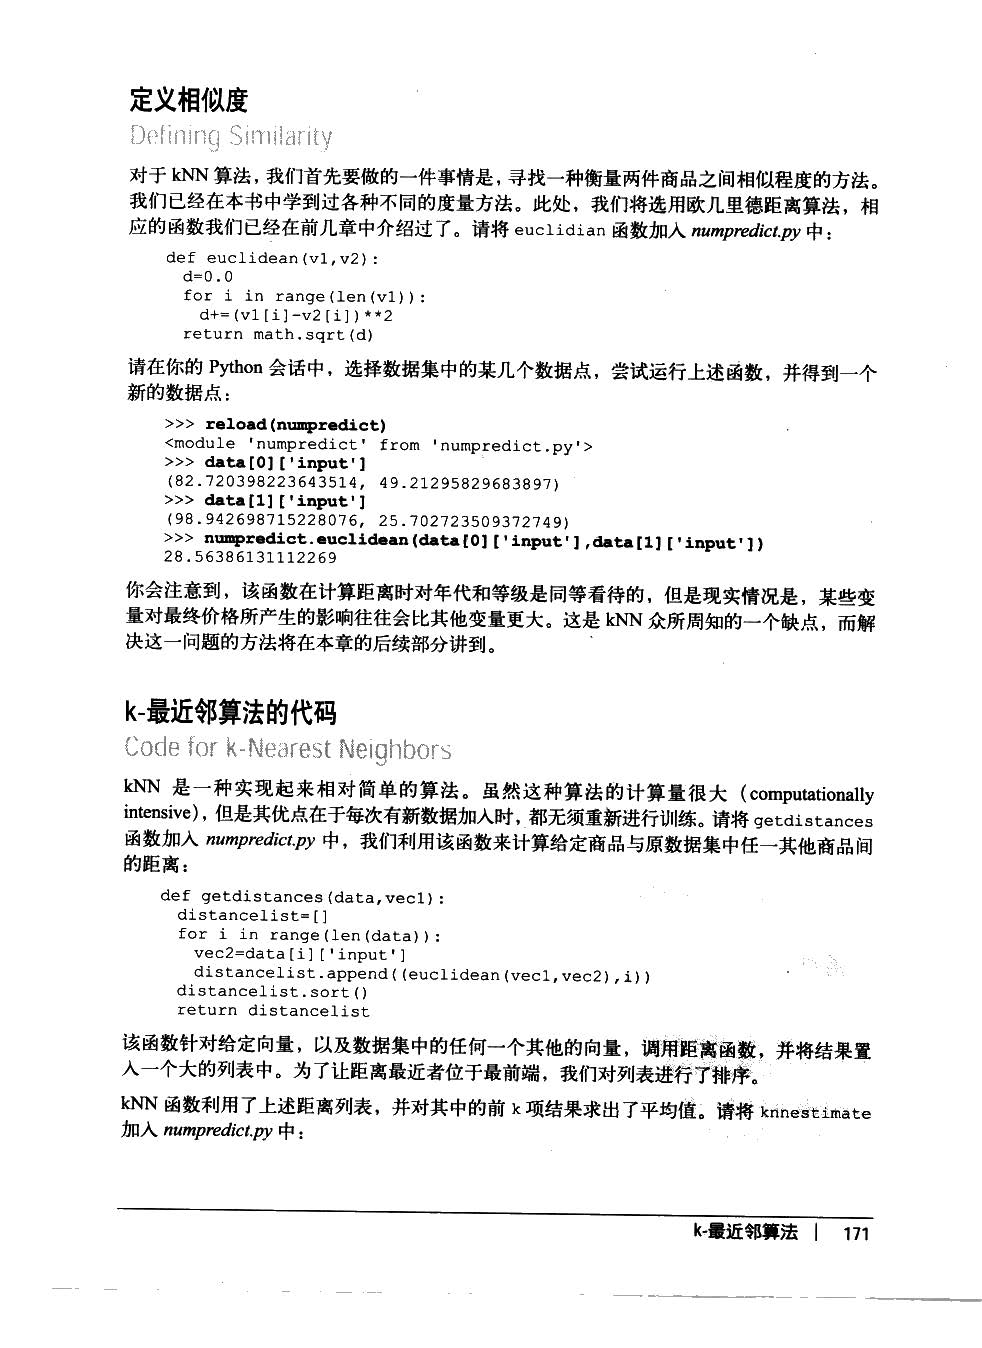 定义相似度
Defining Similarity
对于 kNN 算法，我们首先要做的一件事情是，寻找一种衡量两件商品之间相似程度的方法。
我们已经在本书中学到过各种不同的度量方法。此处，我们将选用欧几里德距离算法，相
应的函数我们已经在前几章中介绍过了。请将 euclidian 函数加入 numpredict.py 中：
def euclidean(v1,v2):
  d=0.0
  for i in range(len(v1)):
    d+=(v1[i]-v2[i])**2
  return math.sqrt(d)
请在你的 Python 会话中，选择数据集中的某几个数据点，尝试运行上述函数，并得到一个
新的数据点：
>>> reload(numpredict)
<module 'numpredict' from 'numpredict.py'>
>>> data[0]['input']
(82.720398223643514, 49.21295829683897)
>>> data[1]['input']
(98.942698715228076, 25.702723509372749)
>>> numpredict.euclidean(data[0]['input'],data[1]['input'])
28.56386131112269
你会注意到，该函数在计算距离时对年代和等级是同等看待的，但是现实情况是，某些变
量对最终价格所产生的影响往往会比其他变量更大。这是 kNN 众所周知的一个缺点，而解
决这一问题的方法将在本章的后续部分讲到。
k-最近邻算法的代码
Code for k-Nearest Neighbors
kNN 是一种实现起来相对简单的算法。虽然这种算法的计算量很大（computationally
intensive），但是其优点在于每次有新数据加入时，都无须重新进行训练。请将 getdistances
函数加入 numpredict.py 中，我们利用该函数来计算给定商品与原数据集中任一其他商品间
的距离：
def getdistances(data,vec1):
  distancelist=[]
  for i in range(len(data)):
    vec2=data[i]['input']
    distancelist.append((euclidean(vec1,vec2),i))
  distancelist.sort()
  return distancelist
该函数针对给定向量，以及数据集中的任何一个其他的向量，调用距离函数，并将结果置
入一个大的列表中。为了让距离最近者位于最前端，我们对列表进行了排序。
kNN 函数利用了上述距离列表，并对其中的前 k 项结果求出了平均值。请将 knnestimate
加入 numpredict.py 中：
k-最近邻算法 | 171